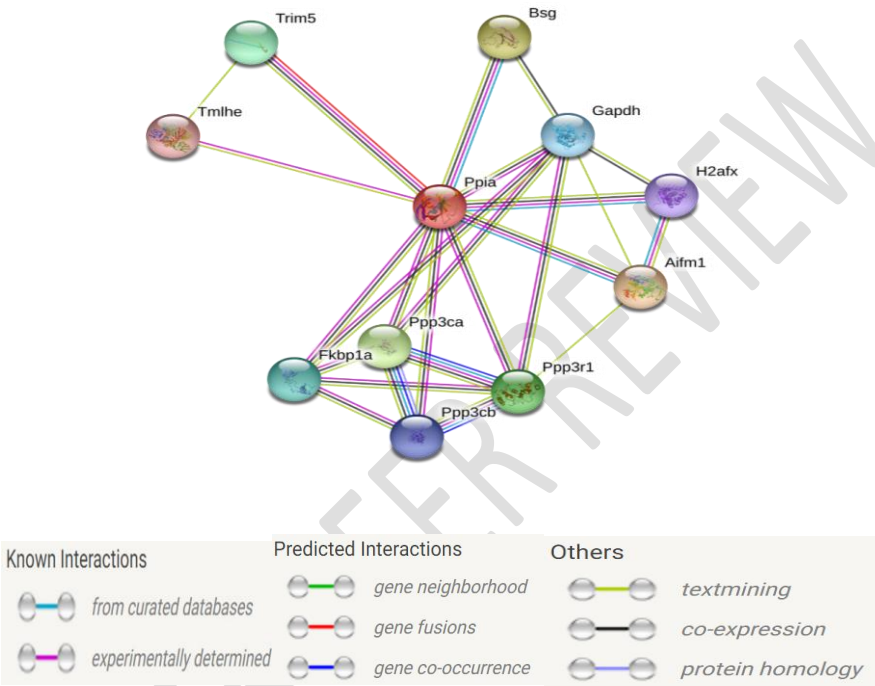 Trim5
Bsg
Tmlhe
Gapdh
H2afx
Ppia
Aifm1
Ppp3ca
Fkbp1a
Ppp3r1
Ppp3cb
EER REVIEW
Known Interactions
from curated databases
experimentally determined
Predicted Interactions
gene neighborhood
gene fusions
gene co-occurrence
Others
textmining
co-expression
protein homology